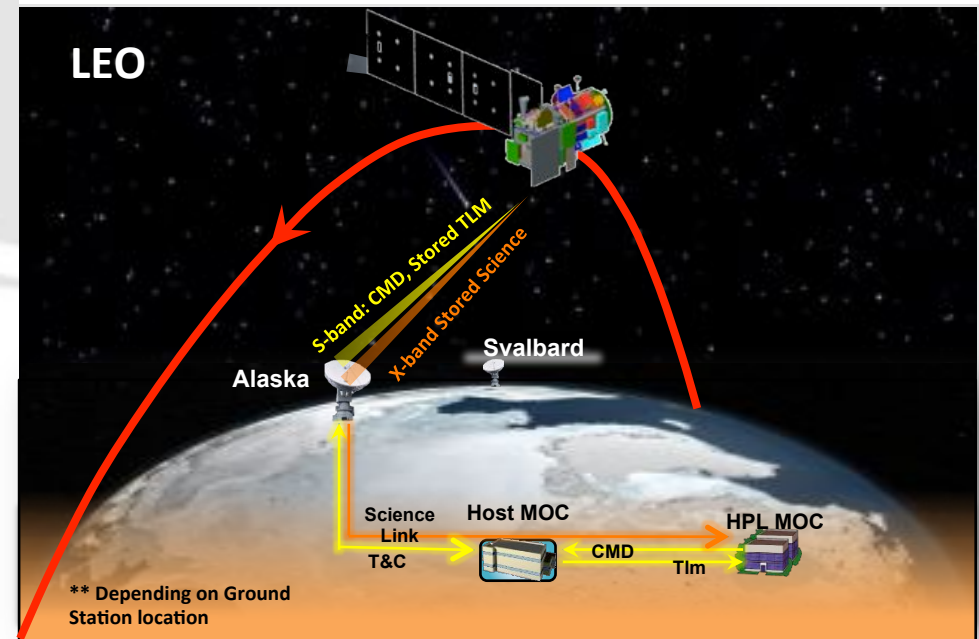 LEO
S-band: CMD, Stored TLM
X-band Stored Science
Svalbard
Alaska
Science
Link
T&C
Host MOC
CMD
Tlm
HPL MOC
** Depending on Ground
Station location